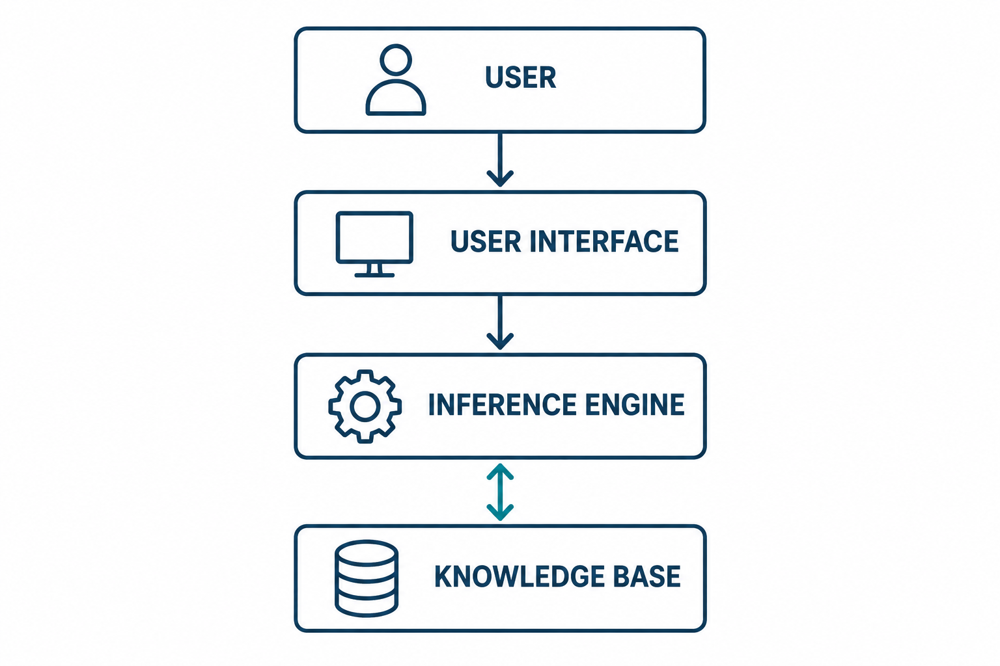 USER
USER INTERFACE
INFERENCE ENGINE
KNOWLEDGE BASE